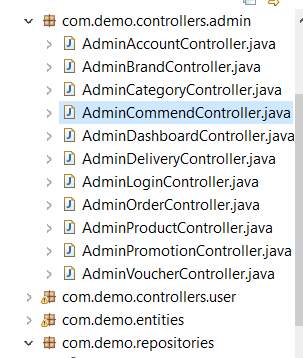 com.demo.controllers.admin
AdminAccountController.java
AdminBrandController.java
AdminCategoryController.java
AdminCommendController.java
AdminDashboardController.java
AdminDeliveryController.java
AdminLoginController.java
AdminOrderController.java
AdminProductController.java
AdminPromotionController.java
AdminVoucherController.java
com.demo.controllers.user
com.demo.entities
com.demo.repositories